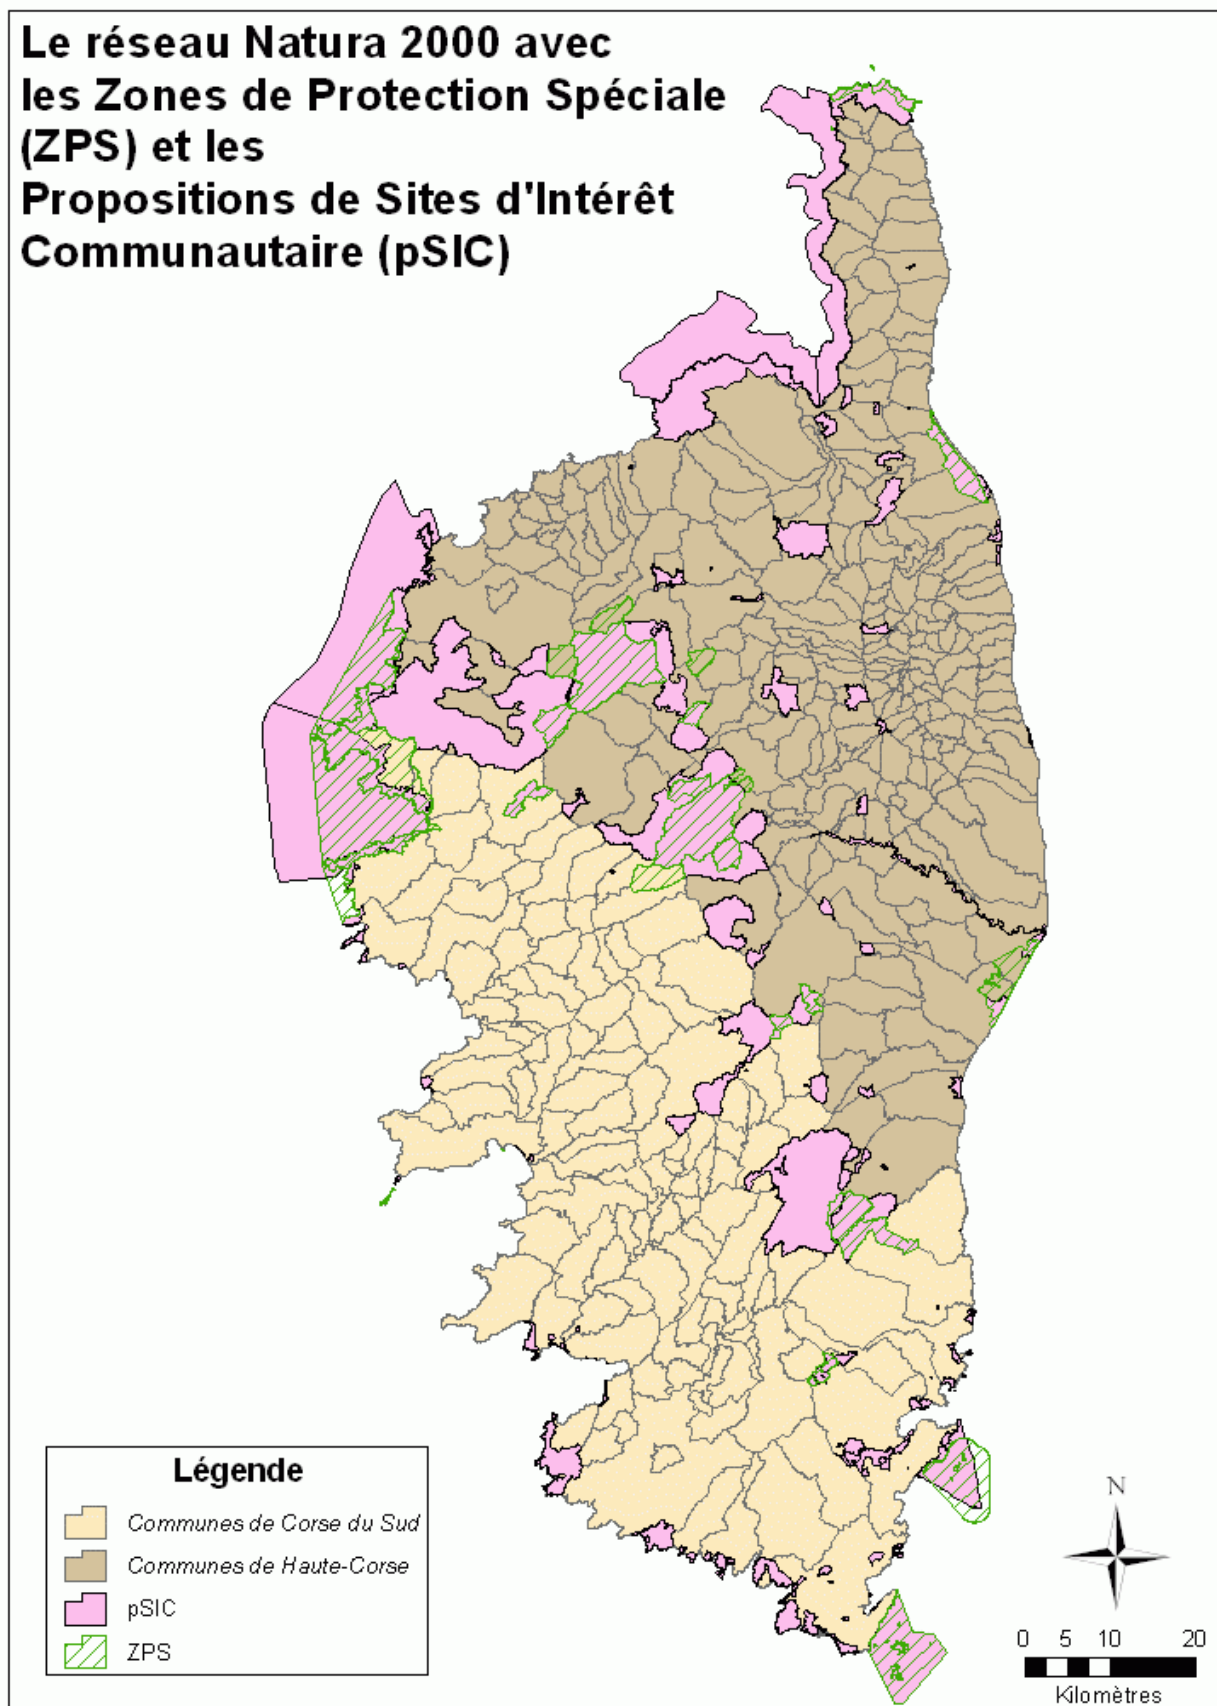 Le réseau Natura 2000 avec
les Zones de Protection Spéciale
(ZPS) et les
Propositions de Sites d'Intérêt
Communautaire (pSIC)
Légende
Communes de Corse du Sud
Communes de Haute-Corse
pSIC
ZPS
N
0 5 10 20
Kilomètres